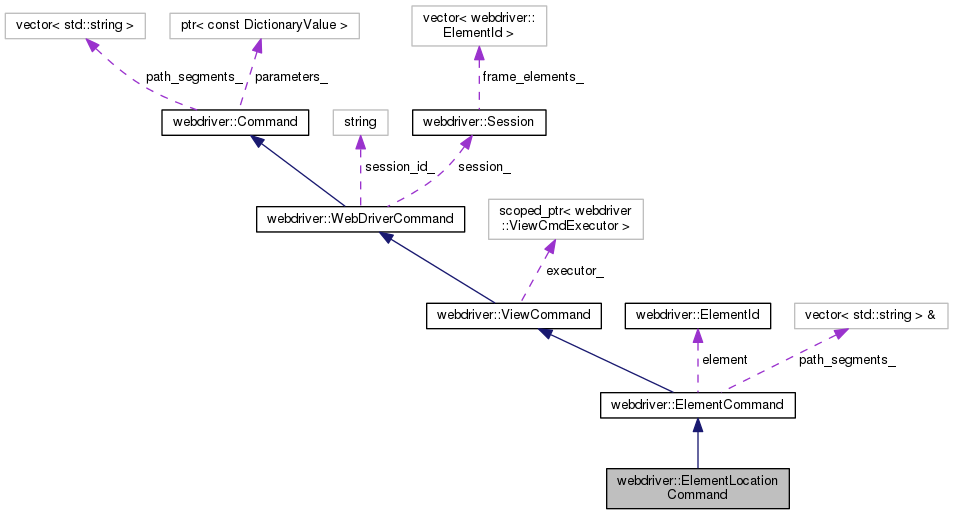 vector< std::string >
ptr< const DictionaryValue >
vector< webdriver::
ElementId >
path_segments_
parameters_
frame_elements_
webdriver::Command
string
webdriver::Session
session_id_
session_
webdriver::WebDriverCommand
scoped_ptr< webdriver
::ViewCmdExecutor >
executor_
webdriver::ViewCommand
webdriver::ElementId
vector< std::string > &
element
path_segments_
webdriver::ElementCommand
webdriver::ElementLocation
Command